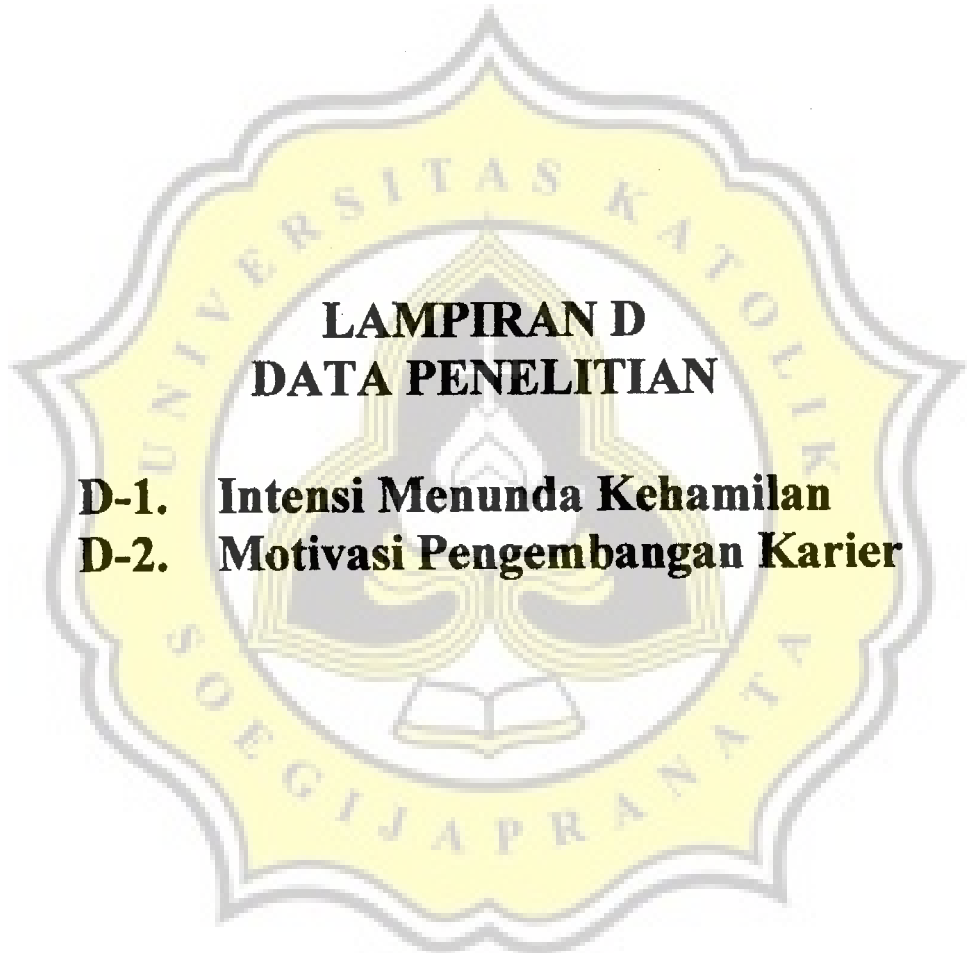 UNIVERSITAS KATOLIK
LAMPIRAN D
DATA PENELITIAN
D-1. Intensi Menunda Kehamilan
D-2. Motivasi Pengembangan Karier
SOEGIJAPRANATA